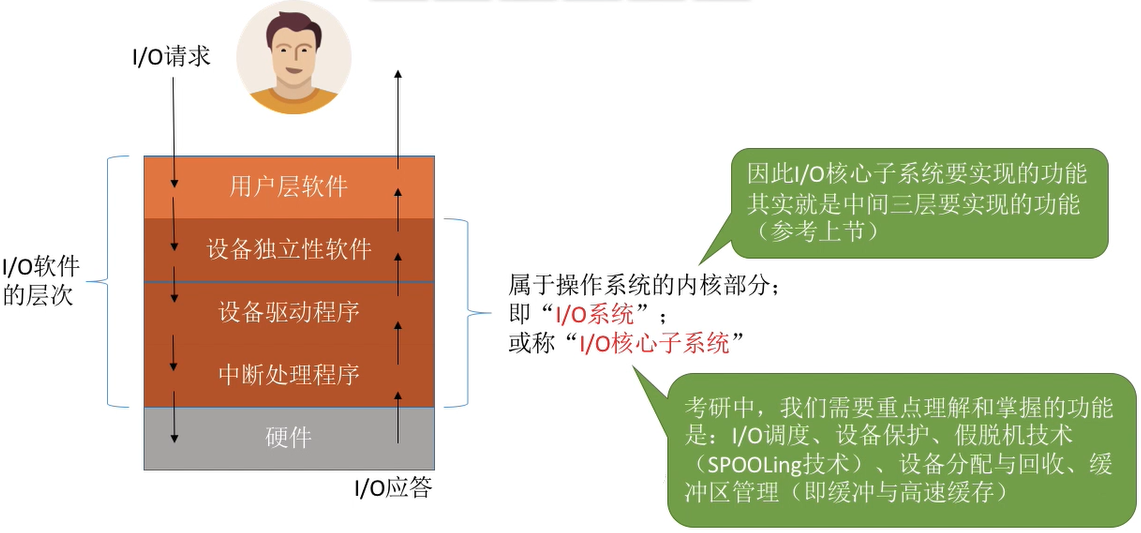 I/O请求
用户层软件
设备独立性软件
设备驱动程序
中断处理程序
硬件
I/O应答
I/O软件
的层次
属于操作系统的内核部分；
即“I/O系统”；
或称“I/O核心子系统”
因此I/O核心子系统要实现的功能
其实就是中间三层要实现的功能
（参考上节）
考研中，我们需要重点理解和掌握的功能
是：I/O调度、设备保护、假脱机技术
（SPOOLing技术）、设备分配与回收、缓
冲区管理（即缓冲与高速缓存）